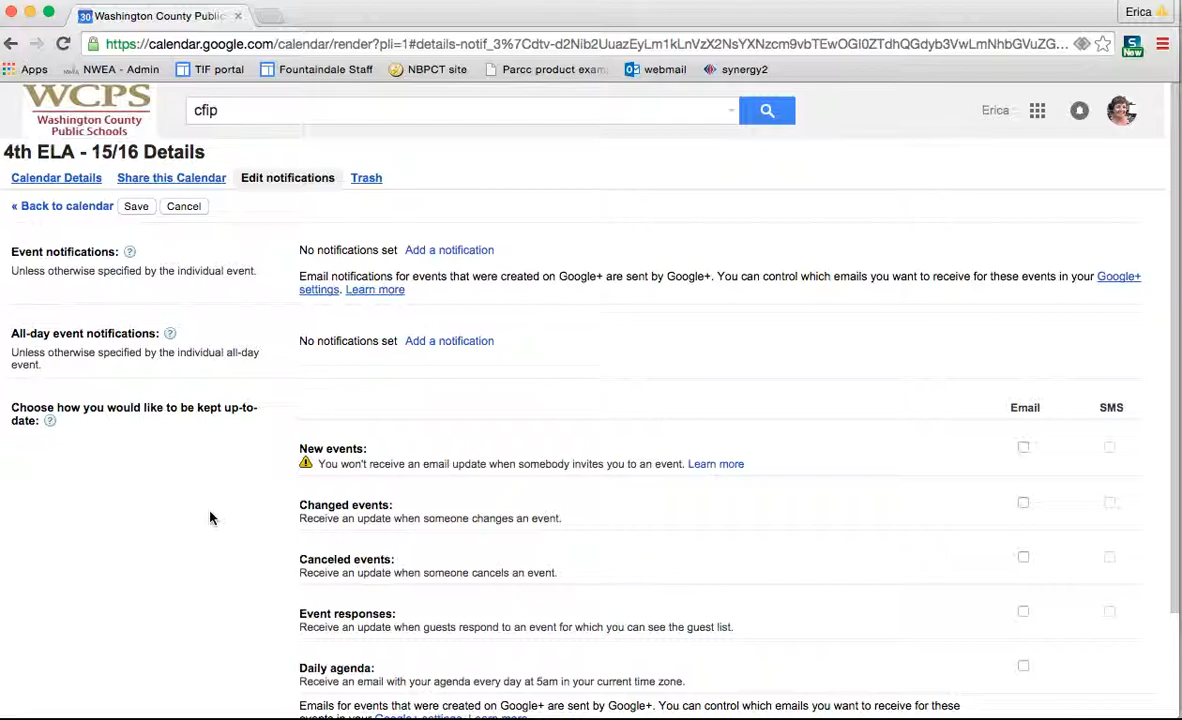 30 Washington County Public
Erica
https://calendar.google.com/calendar/render?pli=1#details-notif_3%7Cdtv-d2Nib2UuazEyLm1kLnVzX2NsYXNzcm9vbTEwOGI0ZTdhQGdyb3VwLmNhbGVuZG...
New
Apps NWEA - Admin TIF portal Fountaindale Staff NBPCT site Parcc product exam webmail synergy2
WCPS
Washington County
Public Schools
cfip
Erica
4th ELA - 15/16 Details
Calendar Details Share this Calendar Edit notifications Trash
« Back to calendar Save Cancel
Event notifications: ?
Unless otherwise specified by the individual event.
No notifications set Add a notification
Email notifications for events that were created on Google+ are sent by Google+. You can control which emails you want to receive for these events in your Google+
settings. Learn more
All-day event notifications: ?
Unless otherwise specified by the individual all-day
event.
No notifications set Add a notification
Choose how you would like to be kept up-to-
date: ?
Email SMS
New events:
You won't receive an email update when somebody invites you to an event. Learn more
Changed events:
Receive an update when someone changes an event.
Canceled events:
Receive an update when someone cancels an event.
Event responses:
Receive an update when guests respond to an event for which you can see the guest list.
Daily agenda:
Receive an email with your agenda every day at 5am in your current time zone.
Emails for events that were created on Google+ are sent by Google+. You can control which emails you want to receive for these
events in your Google+ settings. Learn more